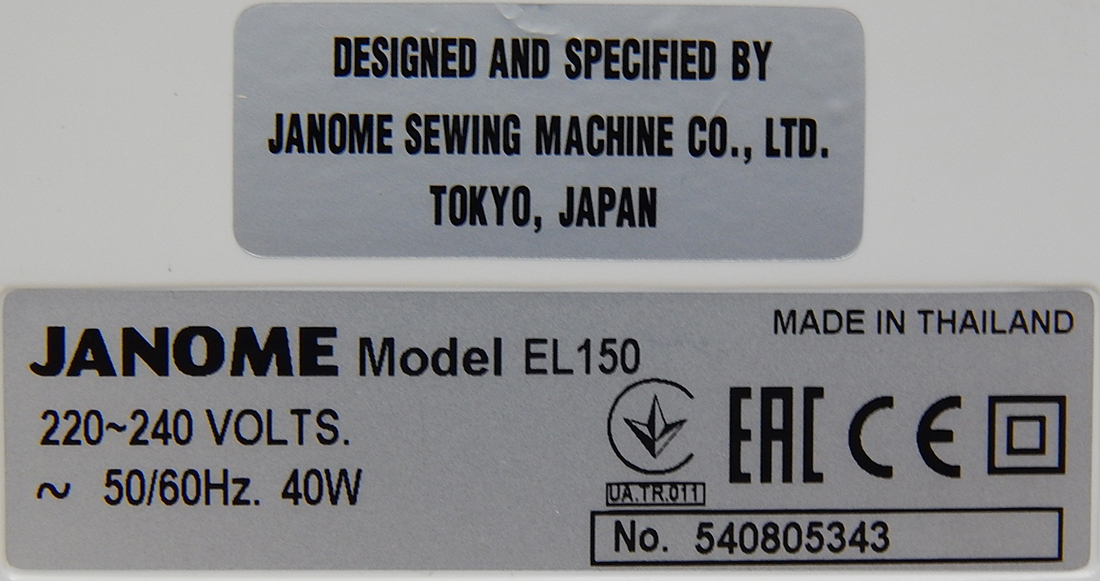 DESIGNED AND SPECIFIED BY
JANOME SEWING MACHINE CO., LTD.
TOKYO, JAPAN
MADE IN THAILAND
JANOME Model EL150
220~240 VOLTS.
~ 50/60Hz. 40W
EAC CE
UA.TR.011
No. 540805343